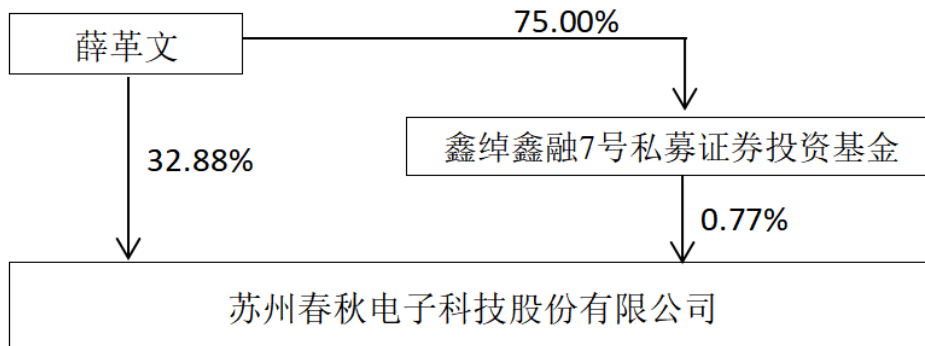 75.00%
薛革文
鑫绰鑫融7号私募证券投资基金
32.88%
0.77%
苏州春秋电子科技股份有限公司